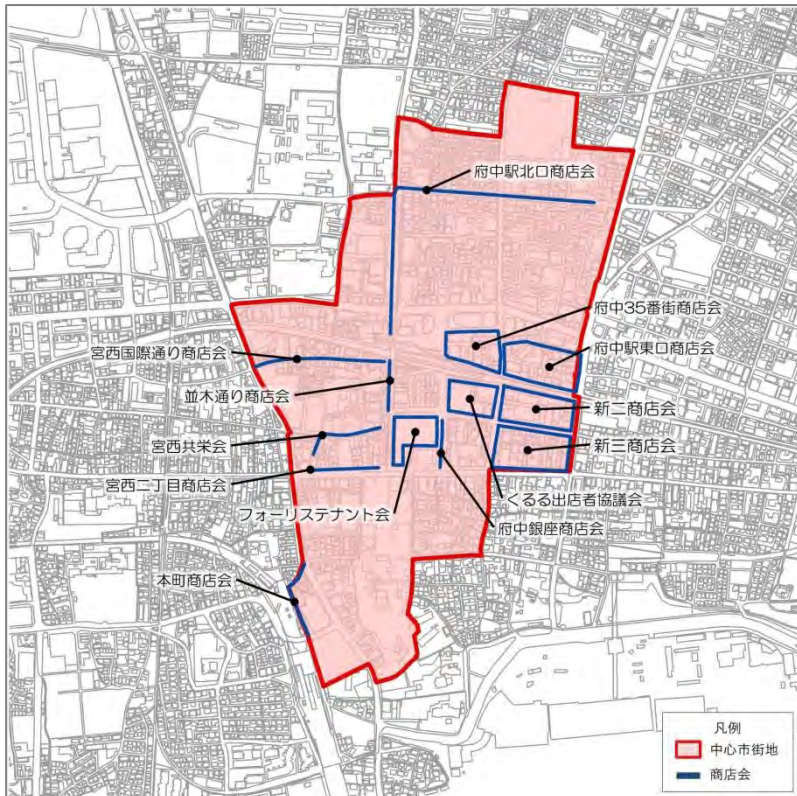 府中駅北口商店会
府中35番街商店会
宮西国際通り商店会
府中駅東口商店会
並木通り商店会
新二商店会
宮西共栄会
新三商店会
宮西二丁目商店会
くるる出店者協議会
フォーリステナント会
府中銀座商店会
本町商店会
凡例
中心市街地
商店会